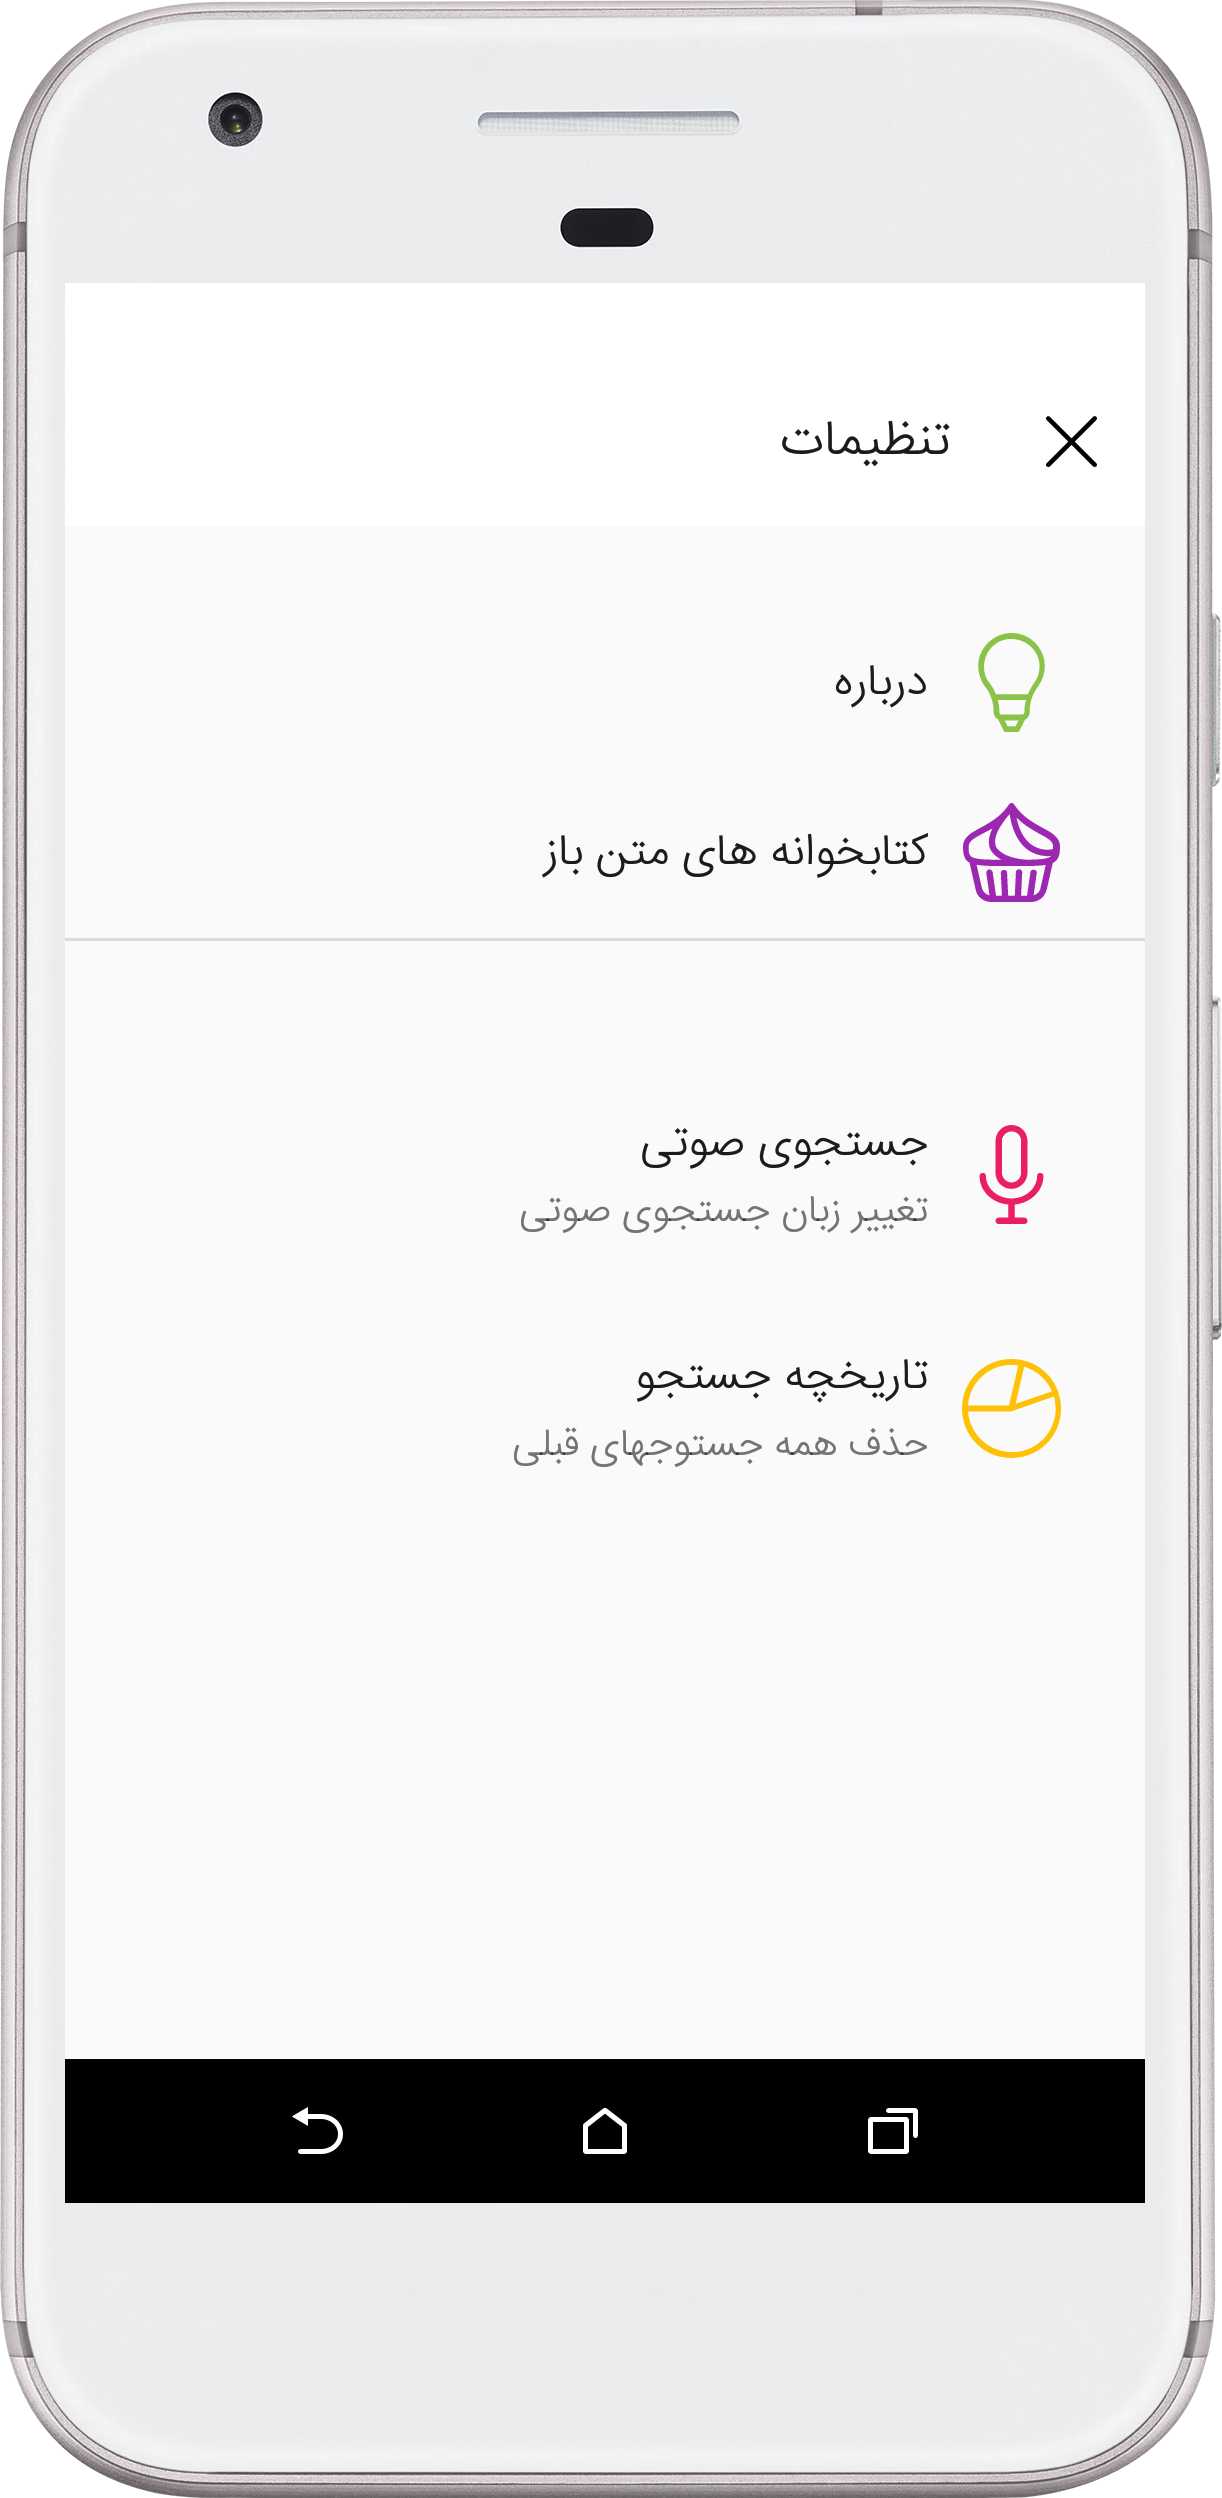 تنظیمات
درباره
کتابخوانه های متن باز
جستجوی صوتی
تغییر زبان جستجوی صوتی
تاریخچه جستجو
حذف همه جستوجهای قبلی